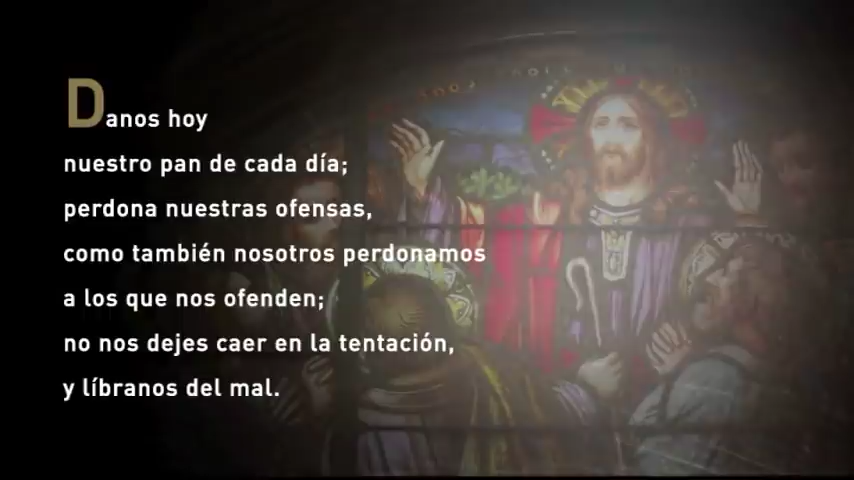 Danos hoy
nuestro pan de cada día;
perdona nuestras ofensas,
como también nosotros perdonamos
a los que nos ofenden;
no nos dejes caer en la tentación,
y líbranos del mal.